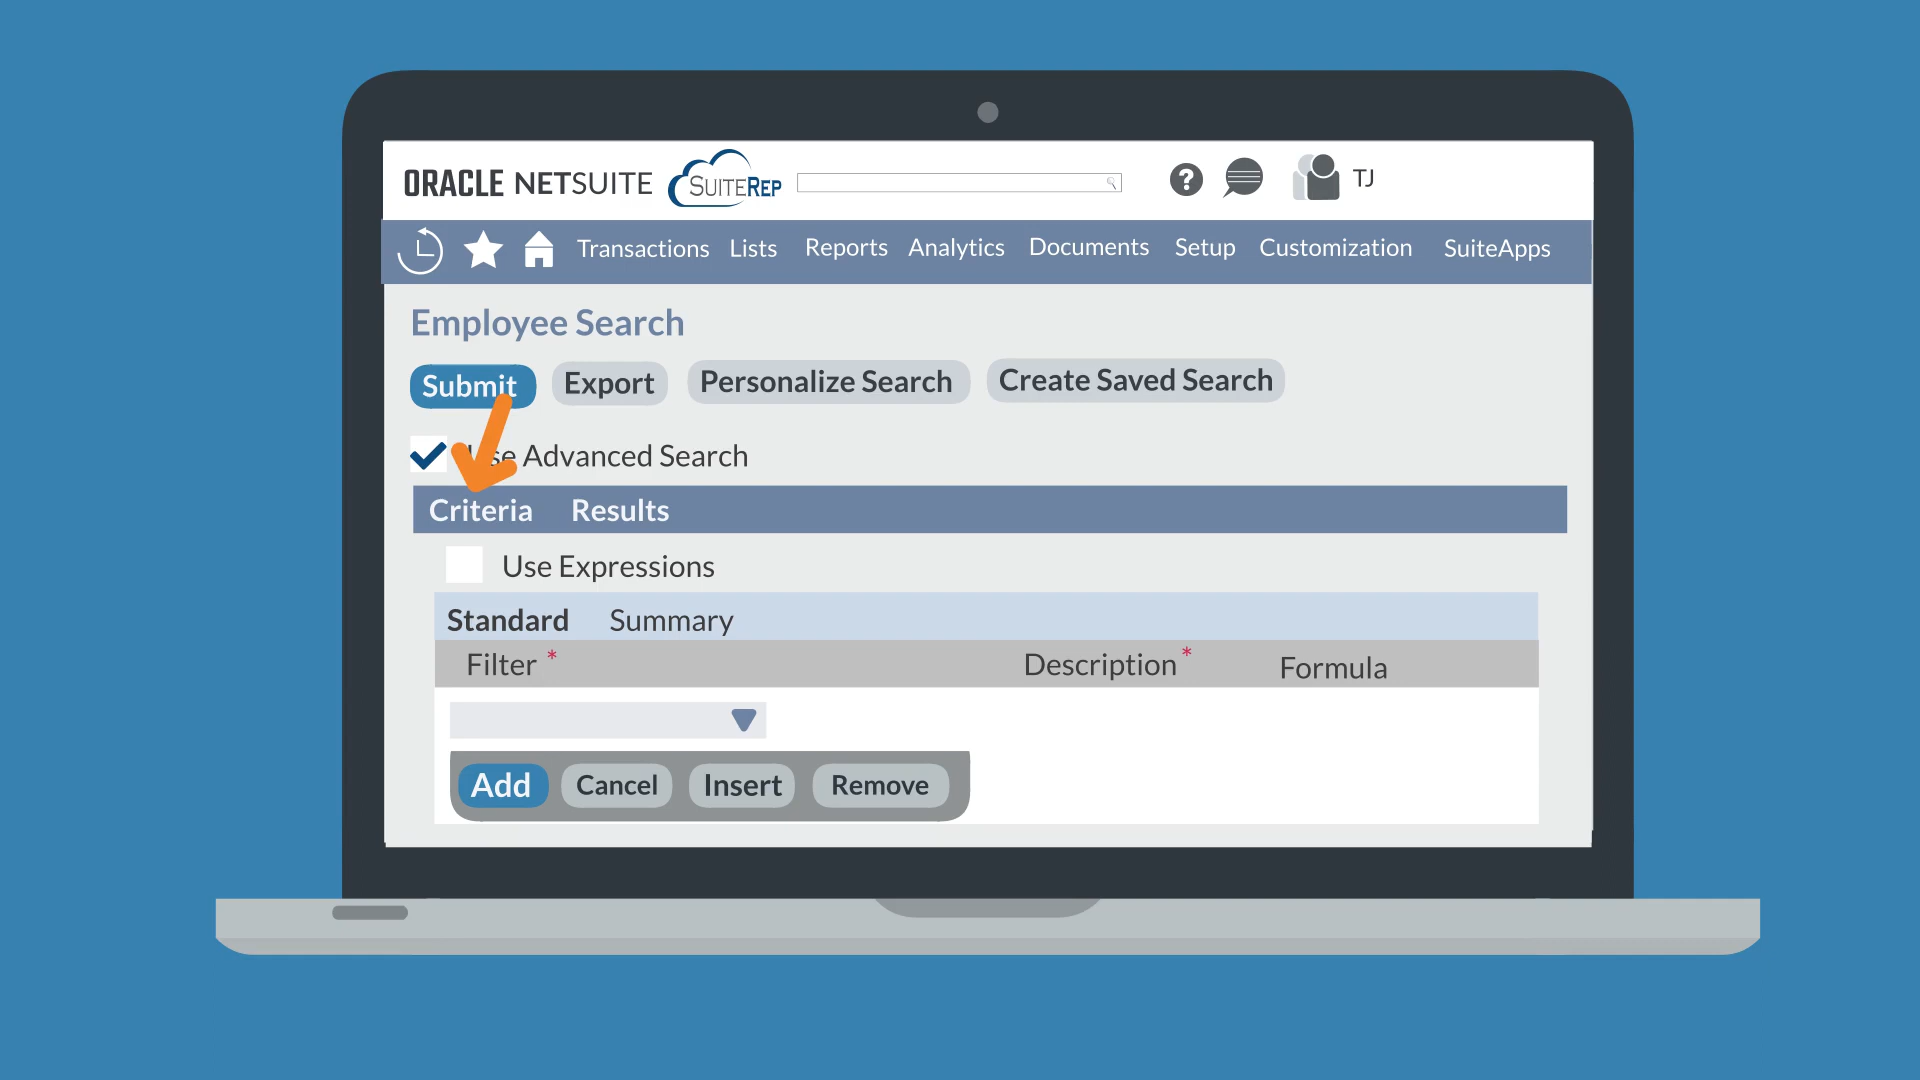 ORACLE NETSUITE SUITEREP TJ
Transactions Lists Reports Analytics Documents Setup Customization SuiteApps
Employee Search
Submit Export Personalize Search Create Saved Search
Use Advanced Search
Criteria Results
Use Expressions
Standard Summary
Filter * Description * Formula
Add Cancel Insert Remove